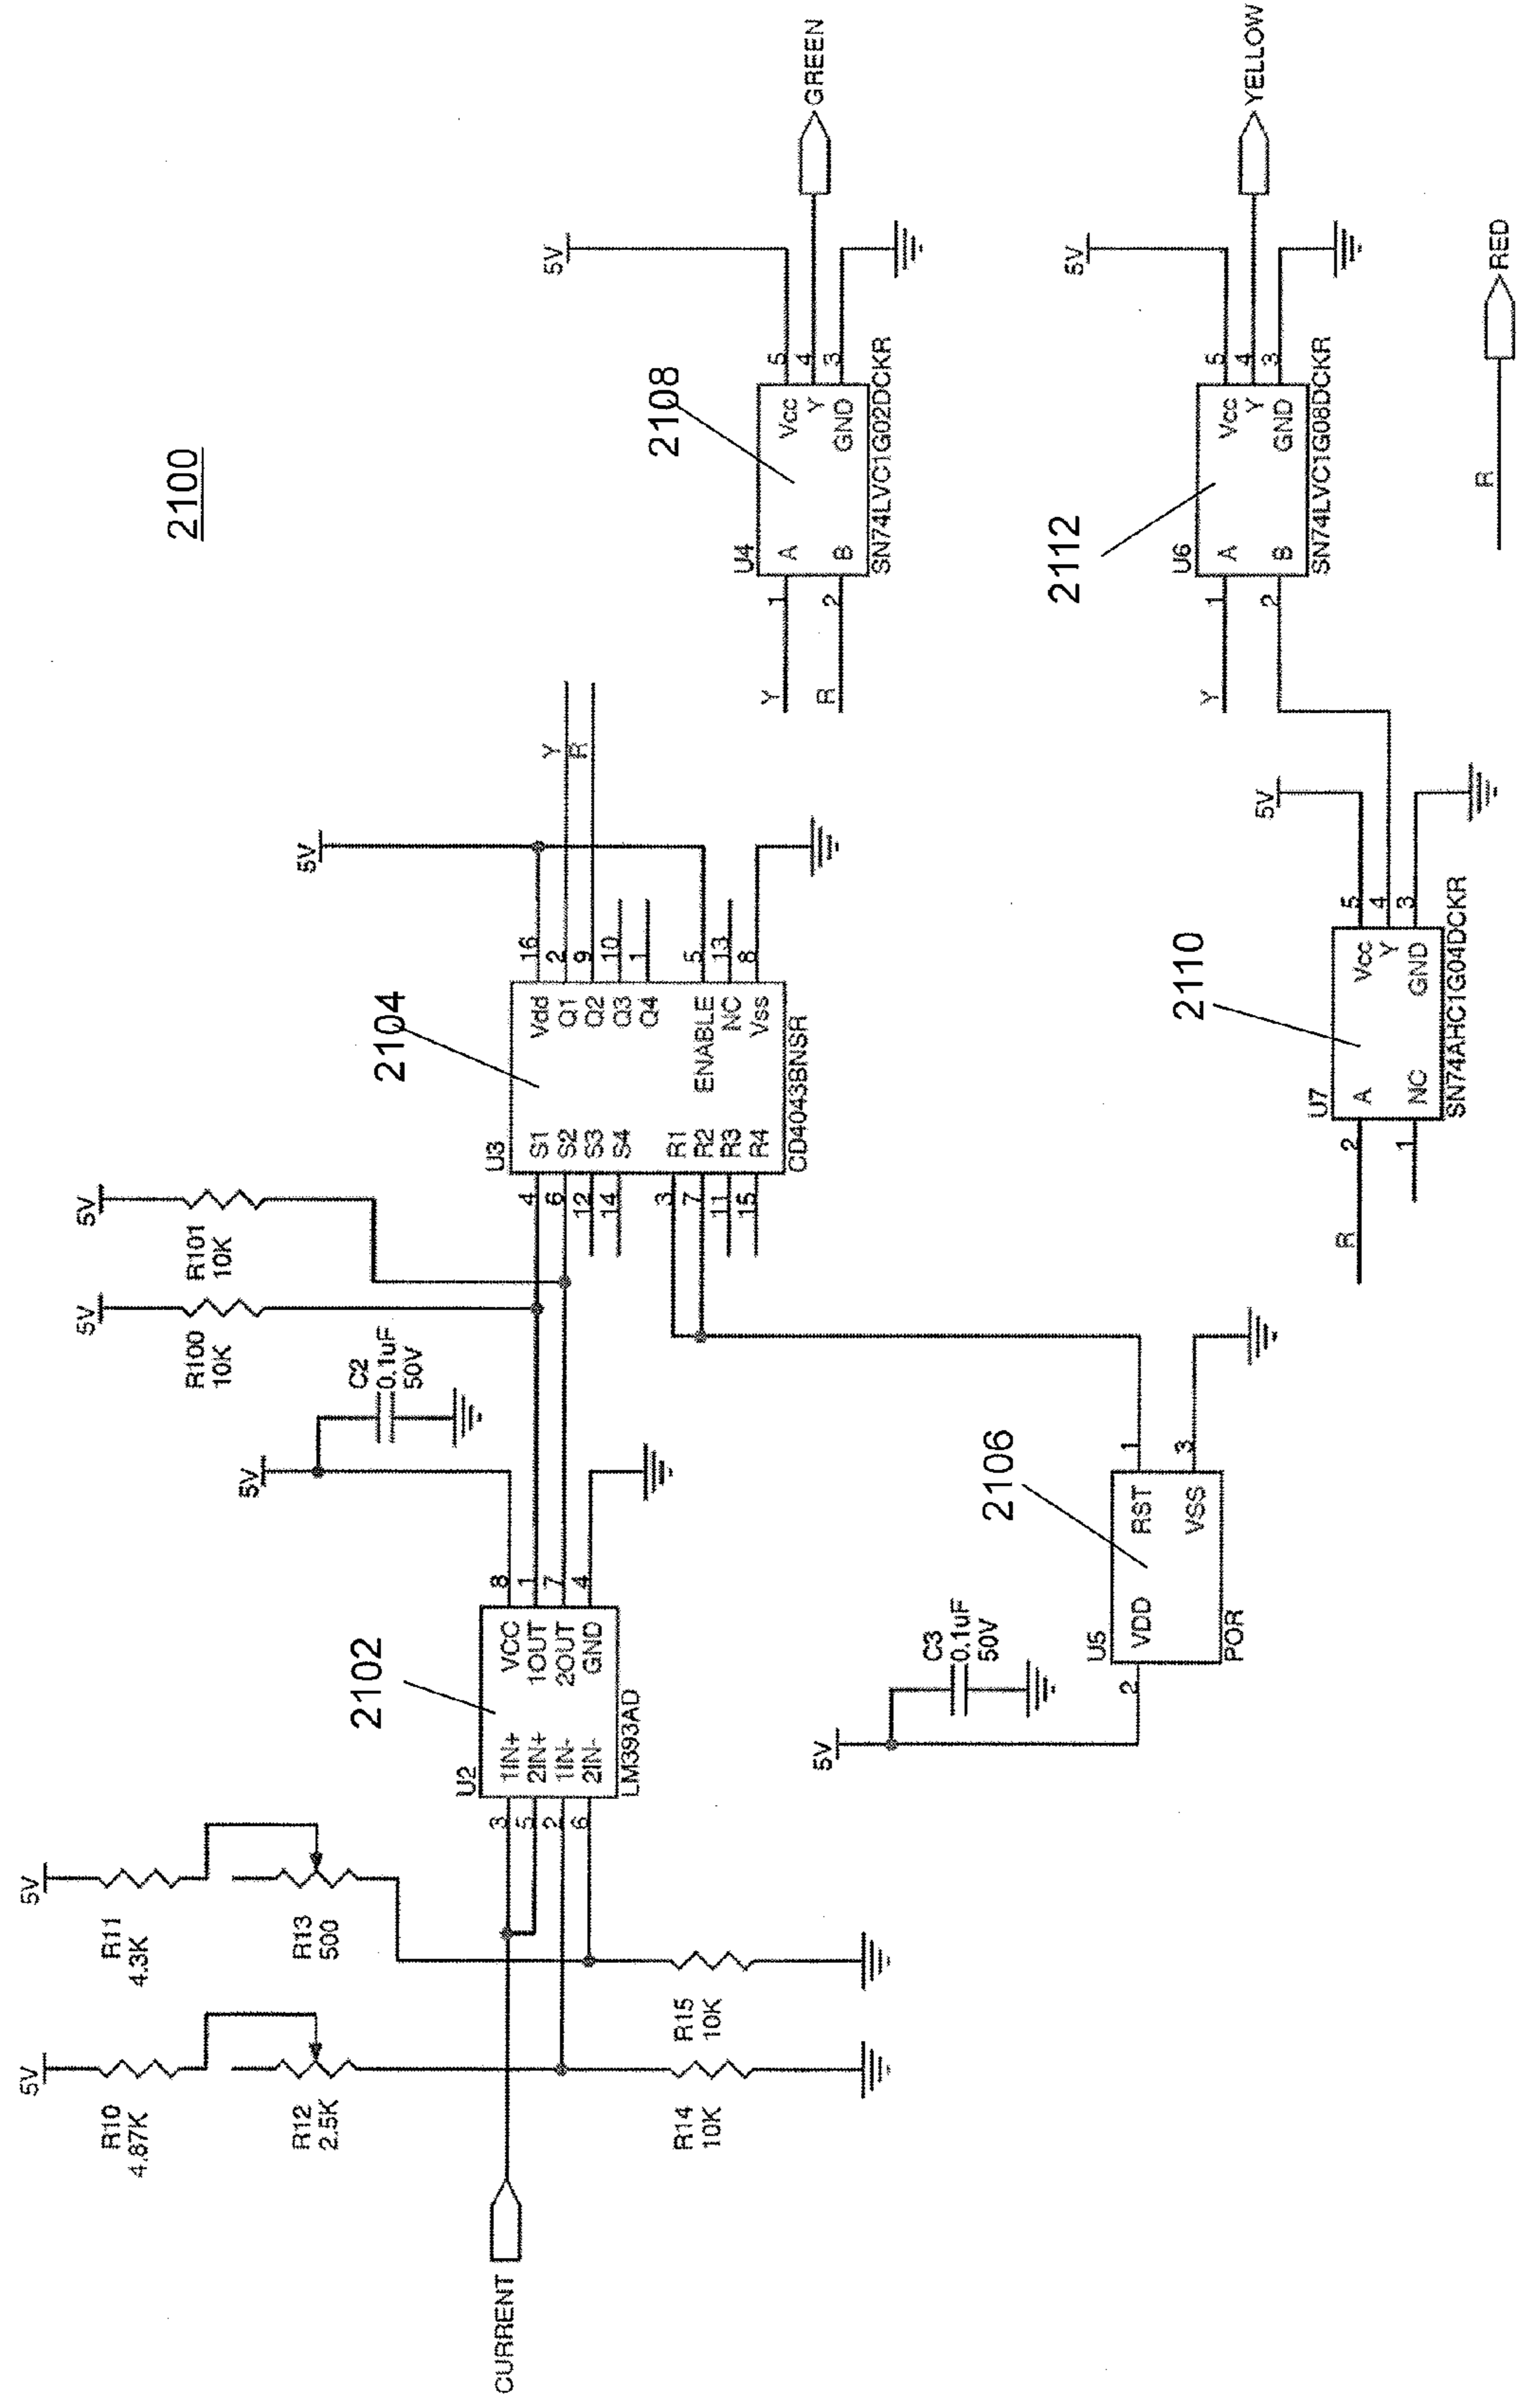 2100
CURRENT
5V
R10
4.87K
R12
2.5K
R14
10K
5V
R11
4.3K
R13
500
R15
10K
2102
U2
3
5
2
6
1IN+
2IN+
1IN-
2IN-
VCC
1OUT
2OUT
GND
8
1
7
4
LM393AD
5V
C2
0.1uF
50V
5V
R100
10K
5V
R101
10K
2104
U3
4
6
12
14
3
7
11
15
S1
S2
S3
S4
R1
R2
R3
R4
Vdd
Q1
Q2
Q3
Q4
ENABLE
NC
Vss
16
2
9
10
1
5
13
8
CD4043BNSR
5V
Y
R
5V
C3
0.1uF
50V
2106
U5
2
VDD
RST
VSS
1
3
POR
2108
U4
Y
R
1
2
A
B
Vcc
Y
GND
5
4
3
SN74LVC1G02DCKR
5V
GREEN
2110
U7
R
2
1
A
NC
Vcc
Y
GND
5
4
3
SN74AHC1G04DCKR
5V
2112
U6
Y
1
2
A
B
Vcc
Y
GND
5
4
3
SN74LVC1G08DCKR
5V
YELLOW
R
RED